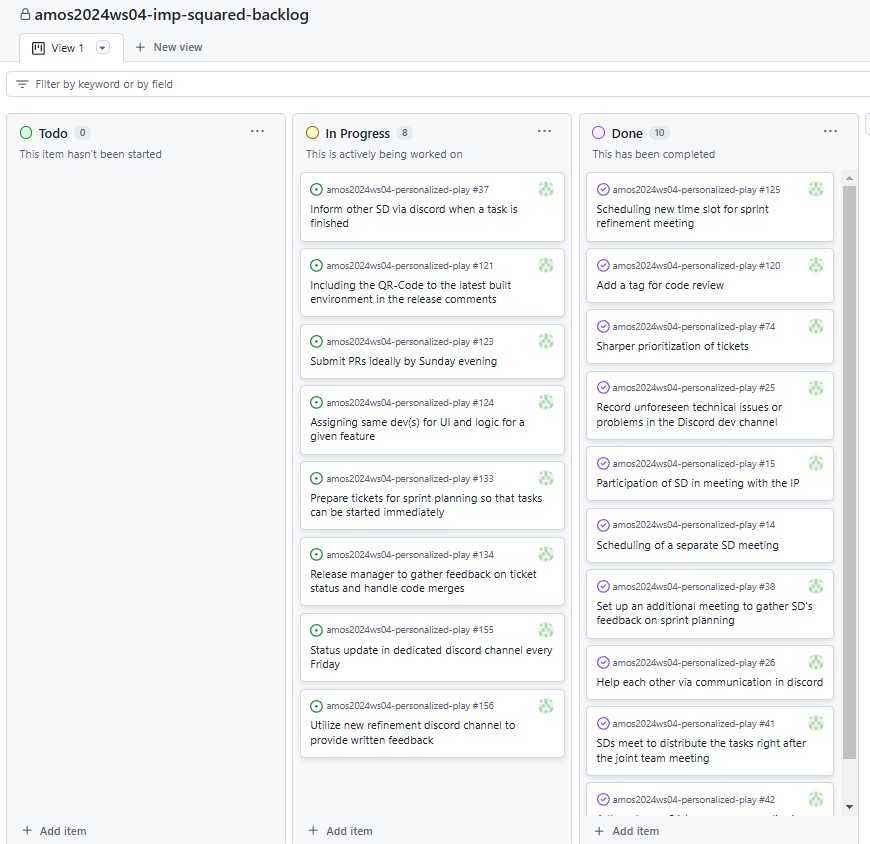 amos2024ws04-imp-squared-backlog
View 1
+ New view
Filter by keyword or by field
Todo 0
This item hasn't been started
+ Add item
In Progress 8
This is actively being worked on
amos2024ws04-personalized-play #37
Inform other SD via discord when a task is
finished
amos2024ws04-personalized-play #121
Including the QR-Code to the latest built
environment in the release comments
amos2024ws04-personalized-play #123
Submit PRs ideally by Sunday evening
amos2024ws04-personalized-play #124
Assigning same dev(s) for UI and logic for a
given feature
amos2024ws04-personalized-play #133
Prepare tickets for sprint planning so that tasks
can be started immediately
amos2024ws04-personalized-play #134
Release manager to gather feedback on ticket
status and handle code merges
amos2024ws04-personalized-play #155
Status update in dedicated discord channel every
Friday
amos2024ws04-personalized-play #156
Utilize new refinement discord channel to
provide written feedback
+ Add item
Done 10
This has been completed
amos2024ws04-personalized-play #125
Scheduling new time slot for sprint
refinement meeting
amos2024ws04-personalized-play #120
Add a tag for code review
amos2024ws04-personalized-play #74
Sharper prioritization of tickets
amos2024ws04-personalized-play #25
Record unforeseen technical issues or
problems in the Discord dev channel
amos2024ws04-personalized-play #15
Participation of SD in meeting with the IP
amos2024ws04-personalized-play #14
Scheduling of a separate SD meeting
amos2024ws04-personalized-play #38
Set up an additional meeting to gather SD's
feedback on sprint planning
amos2024ws04-personalized-play #26
Help each other via communication in discord
amos2024ws04-personalized-play #41
SDs meet to distribute the tasks right after
the joint team meeting
amos2024ws04-personalized-play #42
+ Add item